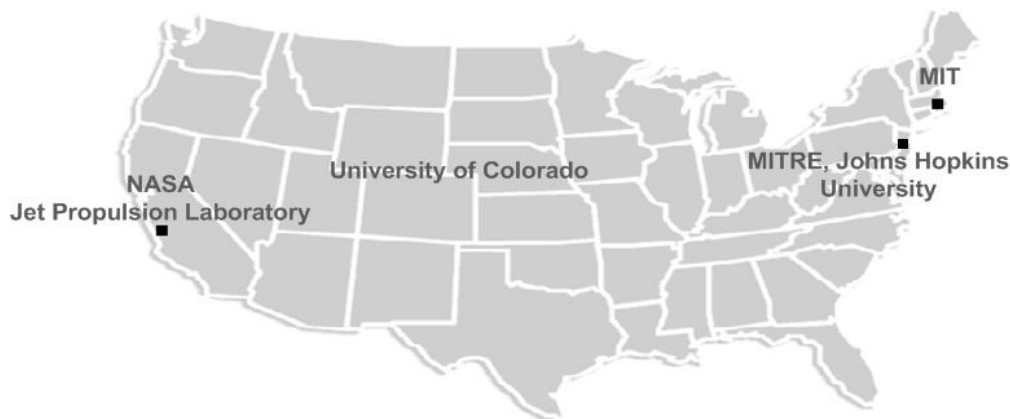 MIT
MITRE, Johns Hopkins
University
University of Colorado
NASA
Jet Propulsion Laboratory